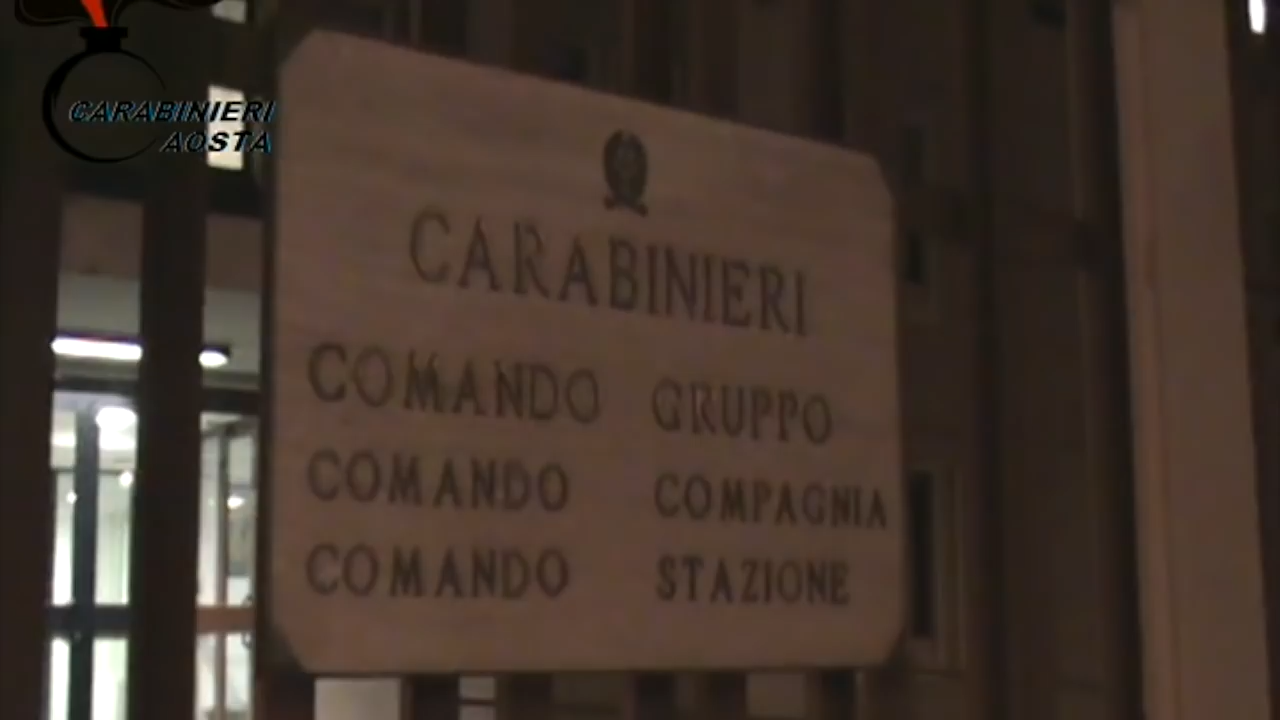 CARABINIERI
AOSTA
CARABINIERI
COMANDO GRUPPO
COMANDO COMPAGNIA
COMANDO STAZIONE